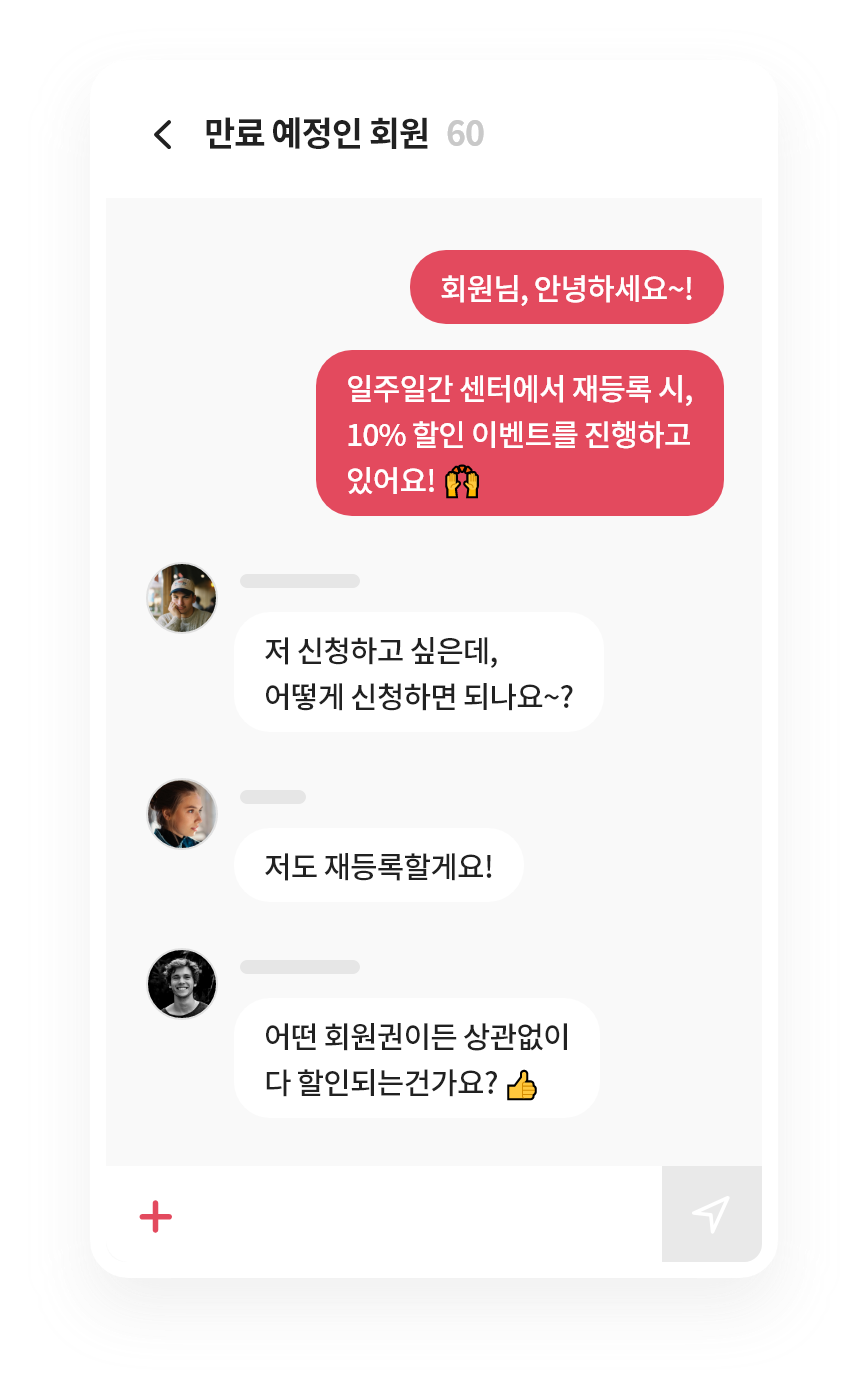 만료 예정인 회원 60
회원님, 안녕하세요~!
일주일간 센터에서 재등록 시,
10% 할인 이벤트를 진행하고
있어요! 🙌
저 신청하고 싶은데,
어떻게 신청하면 되나요~?
저도 재등록할게요!
어떤 회원권이든 상관없이
다 할인되는건가요? 👍